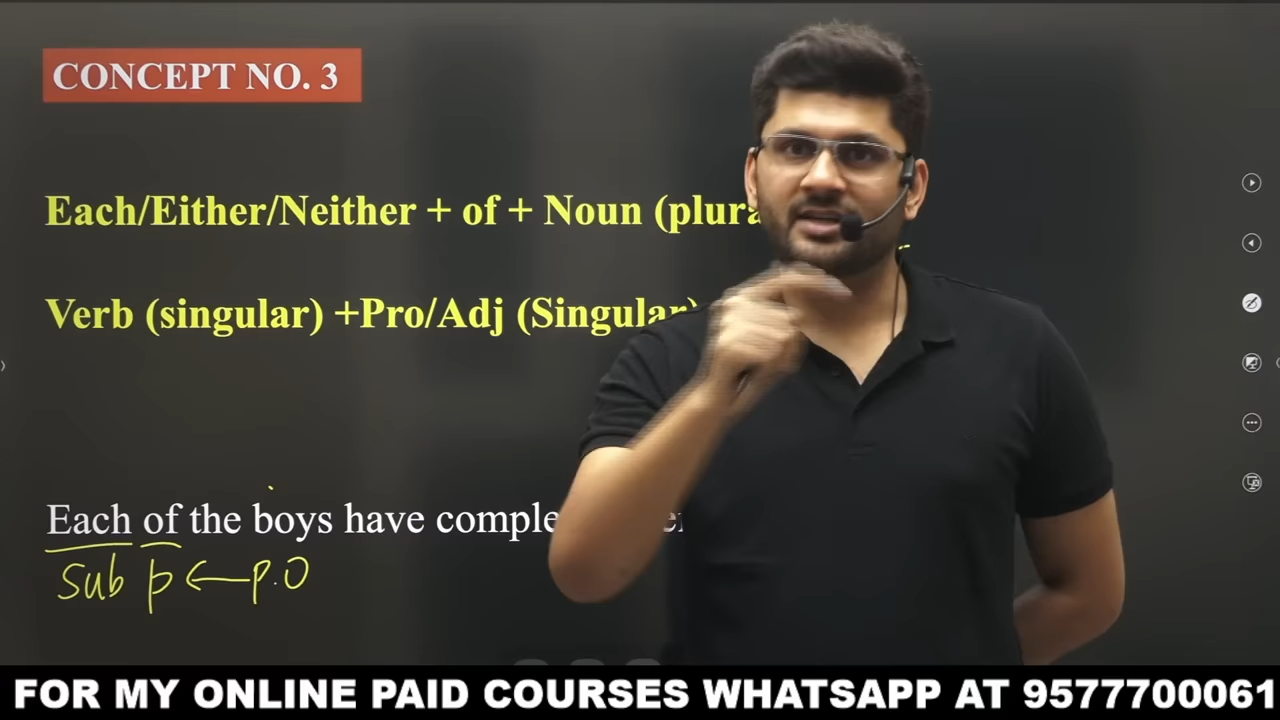 CONCEPT NO. 3
Each/Either/Neither + of + Noun (plura
Verb (singular) +Pro/Adj (Singular)
Each of the boys have comple
Sub p ← p.O
FOR MY ONLINE PAID COURSES WHATSAPP AT 9577700061